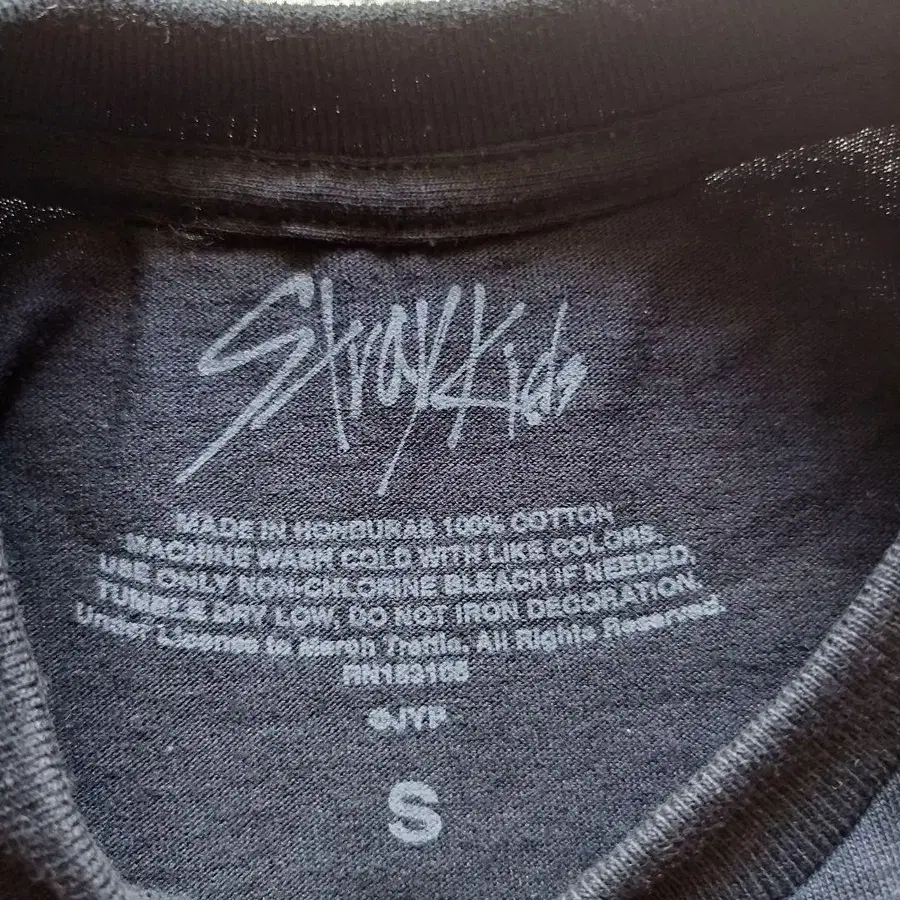 Stray Kids
MADE IN HONDURAS 100% COTTON
MACHINE WASH COLD WITH LIKE COLORS.
USE ONLY NON-CHLORINE BLEACH IF NEEDED.
TUMBLE DRY LOW, DO NOT IRON DECORATION.
Under License to Merch Traffic. All Rights Reserved.
©JYP
S